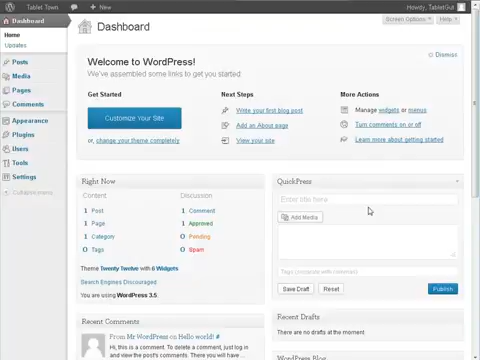 Tablet Town
+ New
Howdy, TabletGuy
Dashboard
Home
Updates
Posts
Media
Pages
Comments
Appearance
Plugins
Users
Tools
Settings
Collapse menu
Dashboard
Screen Options
Help
Welcome to WordPress!
We've assembled some links to get you started:
Dismiss
Get Started
Customize Your Site
or, change your theme completely
Next Steps
Write your first blog post
Add an About page
View your site
More Actions
Manage widgets or menus
Turn comments on or off
Learn more about getting started
Right Now
Content
Discussion
1 Post
1 Comment
1 Page
1 Approved
1 Category
0 Pending
0 Tags
0 Spam
Theme Twenty Twelve with 6 Widgets
Search Engines Discouraged
You are using WordPress 3.5.
Recent Comments
From Mr WordPress on Hello world! #
Hi, this is a comment. To delete a comment, just log in and view the post's comments. There you will have ...
QuickPress
Enter title here
Add Media
Tags (separate with commas)
Save Draft
Reset
Publish
Recent Drafts
There are no drafts at the moment
WordPress Blog